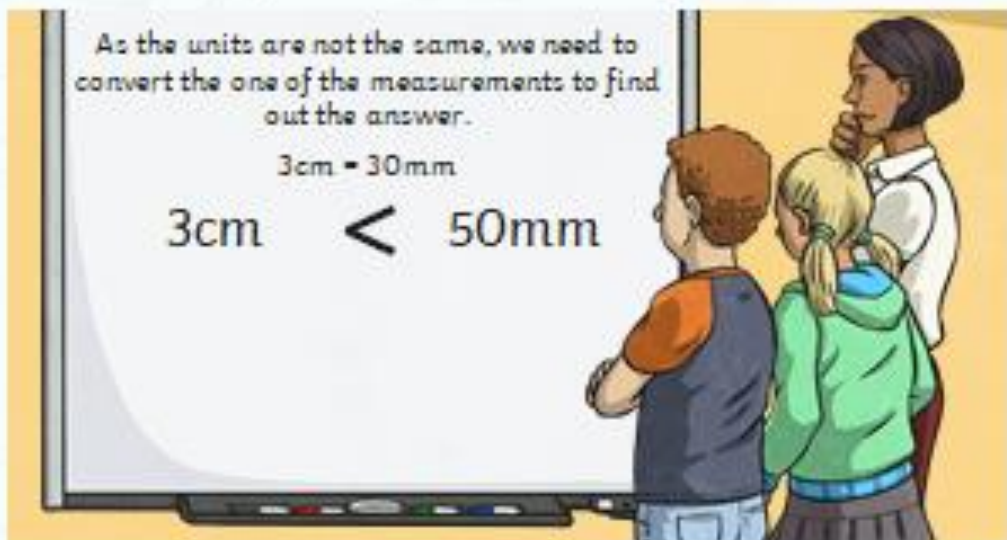 As the units are not the same, we need to
convert the one of the measurements to find
out the answer.
3cm = 30mm
3cm < 50mm